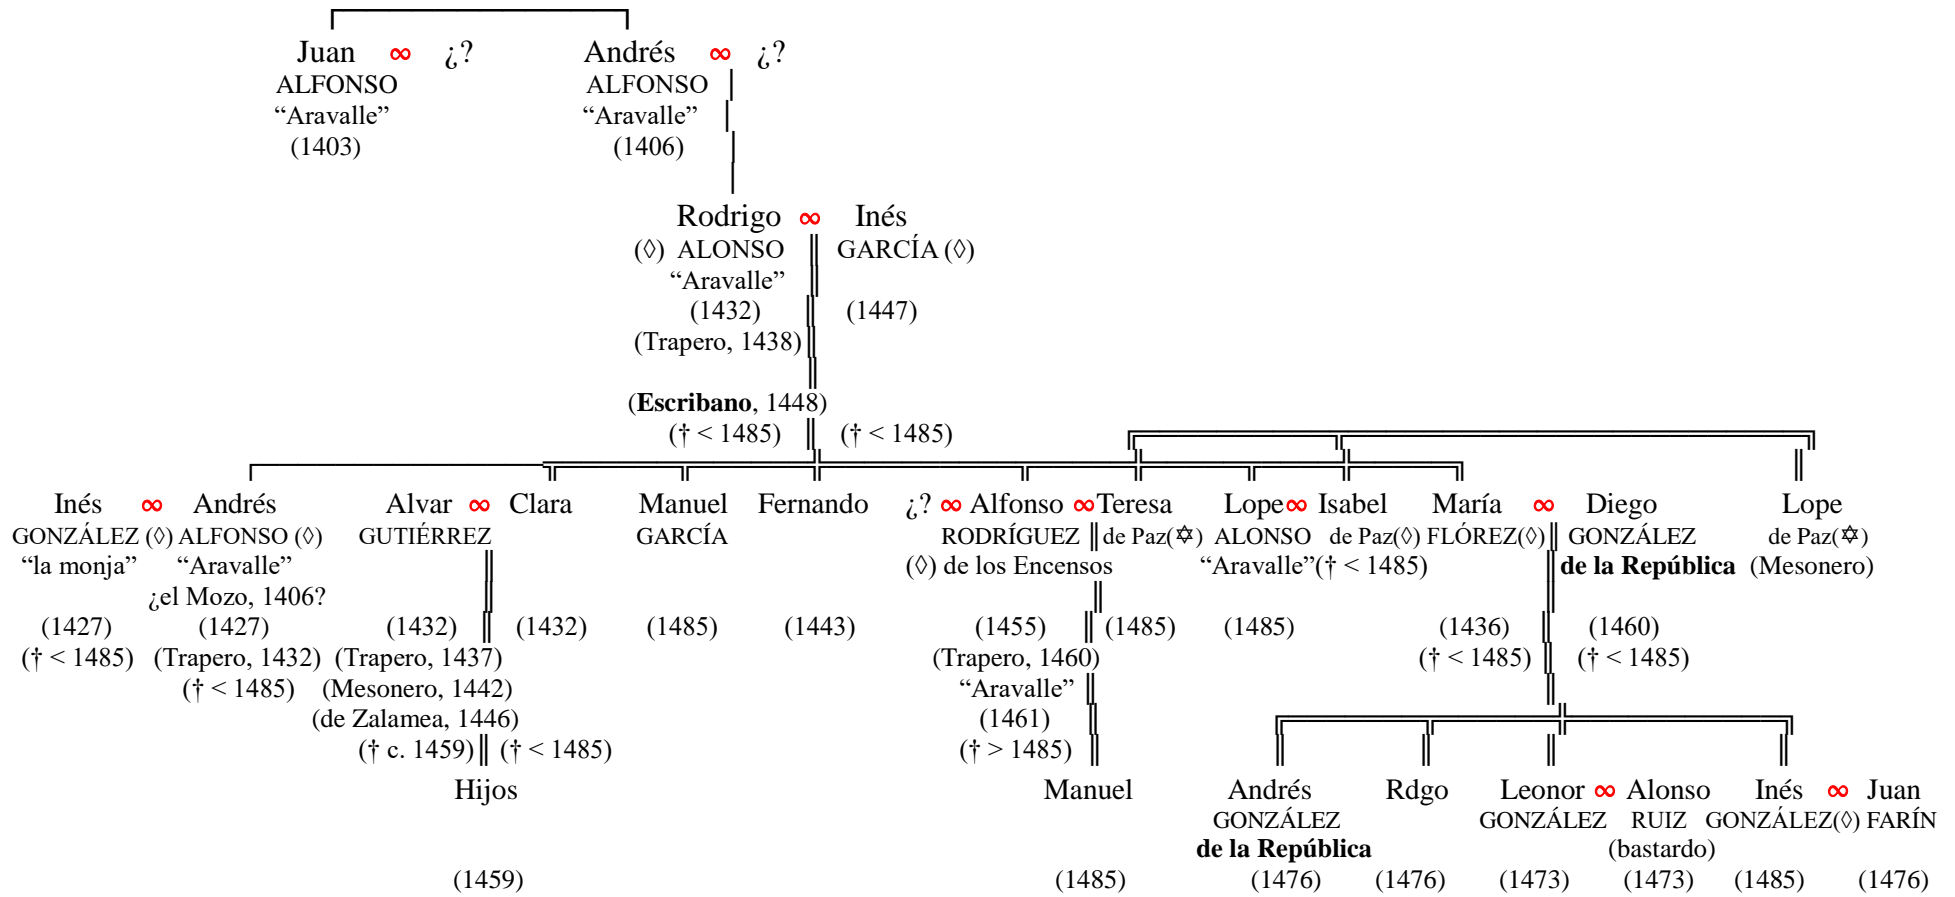 Juan ∞ ¿? Andrés ∞ ¿?
ALFONSO ALFONSO
“Aravalle” “Aravalle”
(1403) (1406)
Rodrigo ∞ Inés
(◊) ALONSO GARCÍA (◊)
“Aravalle”
(1432) (1447)
(Trapero, 1438)
(Escribano, 1448)
(† < 1485) († < 1485)
Inés ∞ Andrés Alvar ∞ Clara Manuel Fernando ¿? ∞ Alfonso ∞ Teresa Lope ∞ Isabel María ∞ Diego Lope
GONZÁLEZ (◊) ALFONSO (◊) GUTIÉRREZ GARCÍA RODRÍGUEZ de Paz(✡) ALONSO de Paz(◊) FLÓREZ(◊) GONZÁLEZ de Paz(✡)
“la monja” “Aravalle” (◊) de los Encensos “Aravalle” († < 1485) de la República (Mesonero)
¿el Mozo, 1406?
(1427) (1427) (1432) (1432) (1485) (1443) (1455) (1485) (1485) (1436) (1460)
(† < 1485) (Trapero, 1432) (Trapero, 1437) (Trapero, 1460) († < 1485) († < 1485)
(† < 1485) (Mesonero, 1442) “Aravalle”
(de Zalamea, 1446) (1461)
(† c. 1459) († < 1485) († > 1485)
Hijos Manuel Andrés Rdgo Leonor ∞ Alonso Inés ∞ Juan
GONZÁLEZ GONZÁLEZ RUIZ GONZÁLEZ(◊) FARÍN
de la República (bastardo)
(1459) (1485) (1476) (1476) (1473) (1473) (1485) (1476)